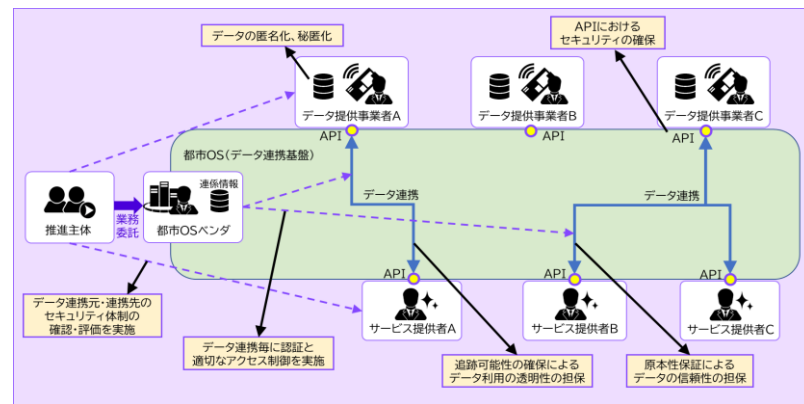 データの匿名化、秘匿化
APIにおける
セキュリティの確保
データ提供事業者A
データ提供事業者B
データ提供事業者C
API
API
API
都市OS(データ連携基盤)
連係情報
推進主体
業務
委託
都市OSベンダ
データ連携
データ連携
API
API
API
サービス提供者A
サービス提供者B
サービス提供者C
データ連携元・連携先の
セキュリティ体制の
確認・評価を実施
データ連携毎に認証と
適切なアクセス制御を実施
追跡可能性の確保による
データ利用の透明性の担保
原本性保証による
データの信頼性の担保